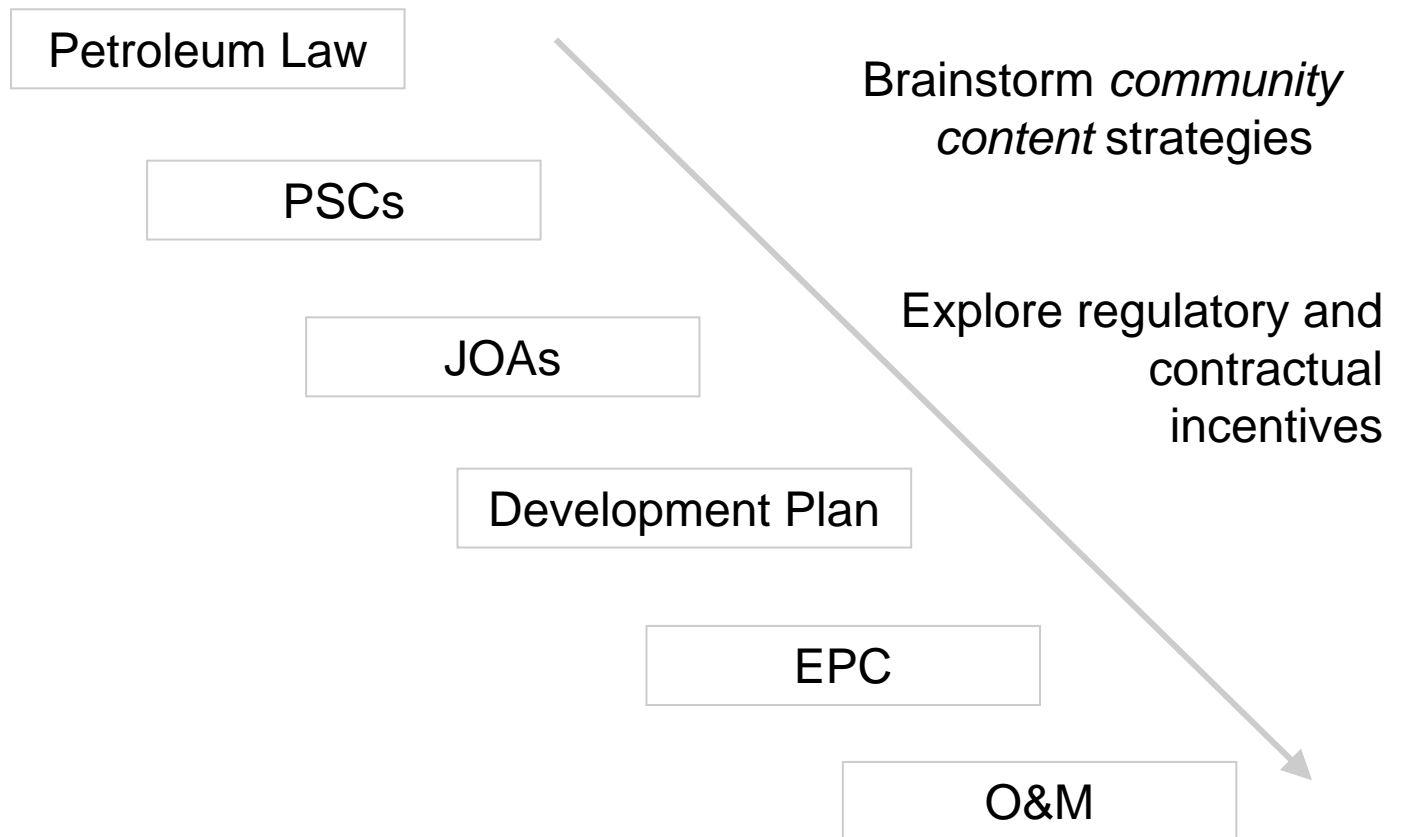 Petroleum Law
Brainstorm community
content strategies
PSCs
Explore regulatory and
contractual
incentives
JOAs
Development Plan
EPC
O&M